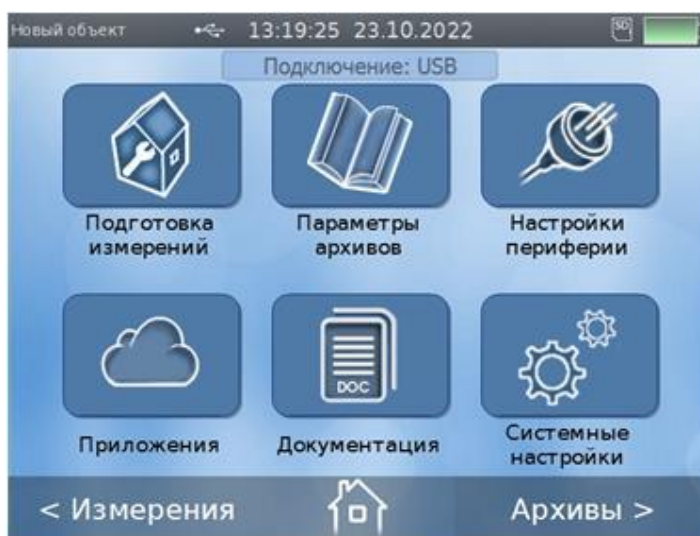 Новый объект 13:19:25 23.10.2022 SD
Подключение: USB
Подготовка измерений
Параметры архивов
Настройки периферии
DOC
Приложения
Документация
Системные настройки
< Измерения
Архивы >